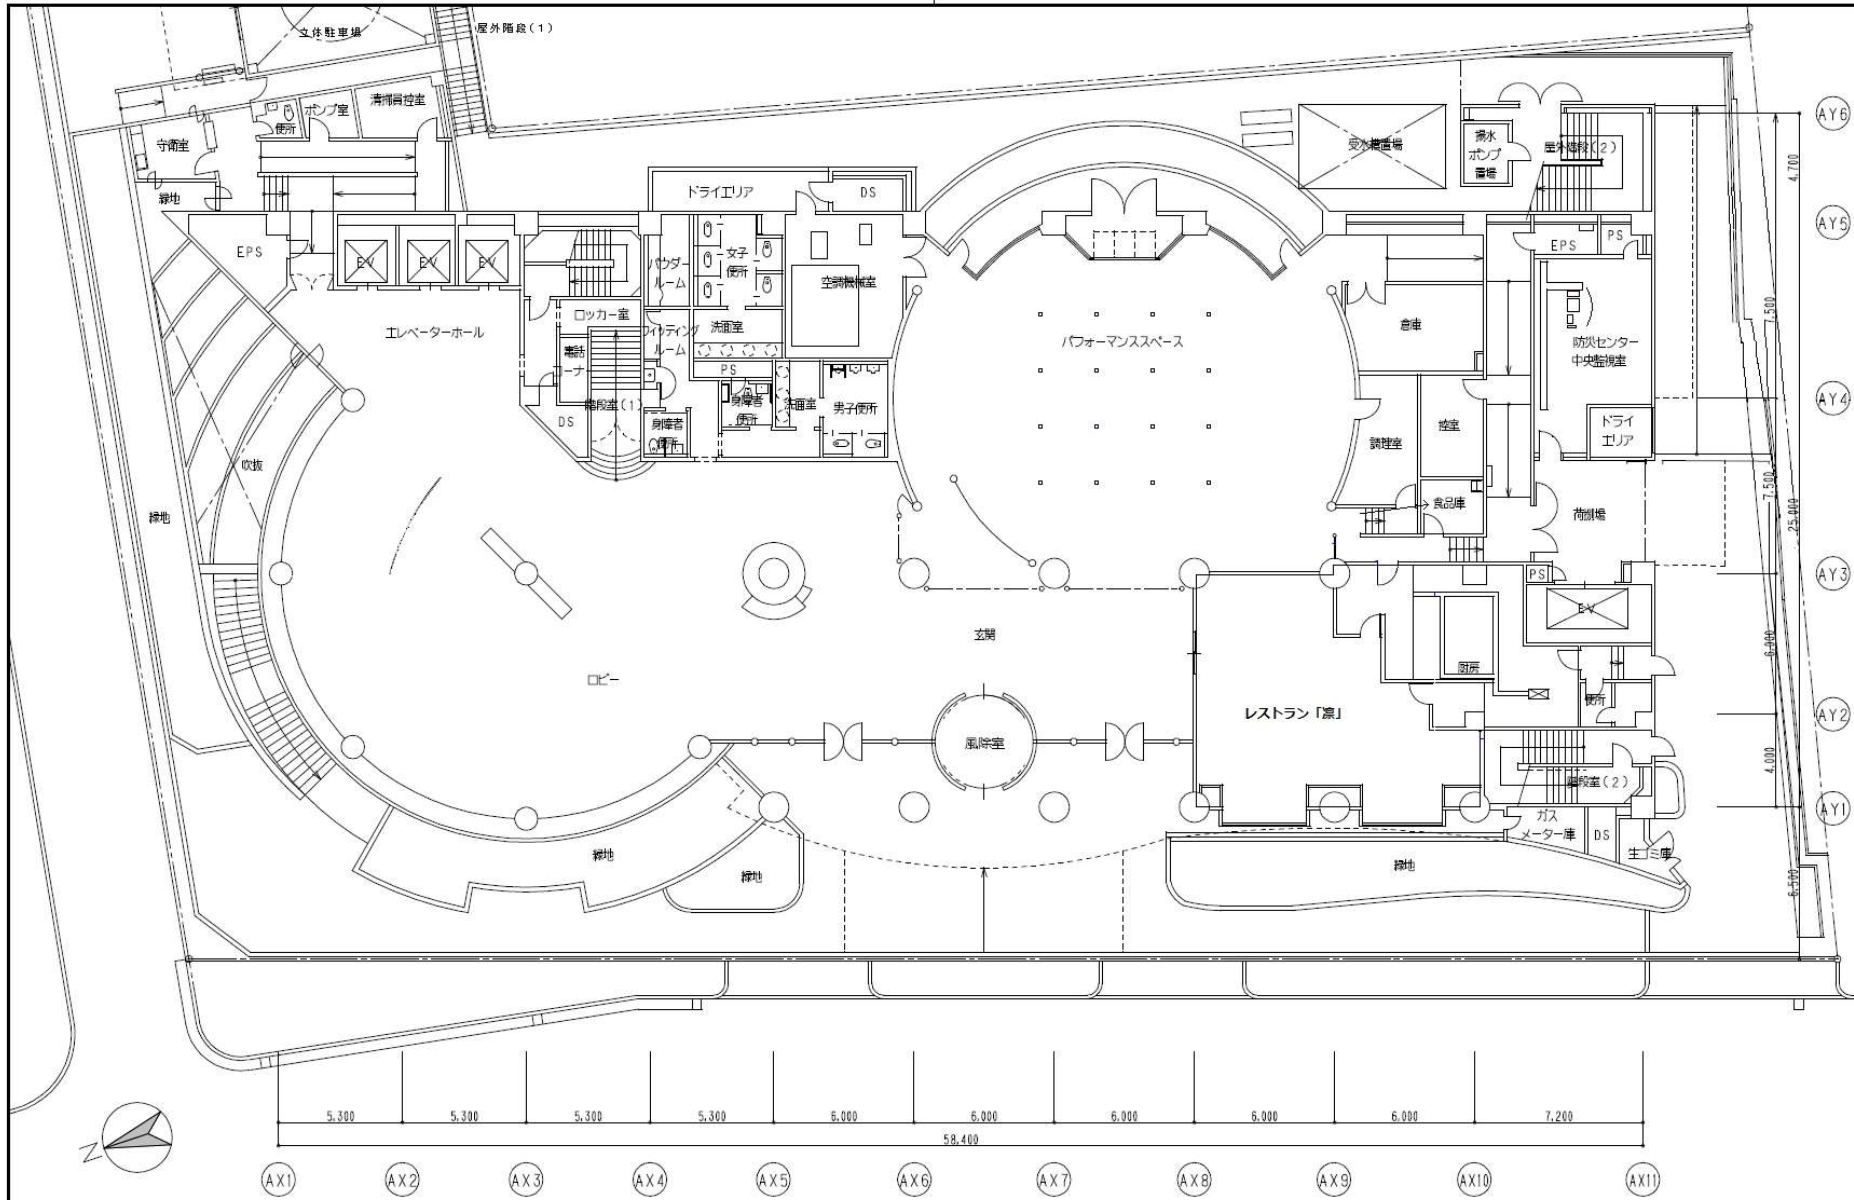 立体駐車場
屋外階段(1)
便所
ポンプ室
清掃員控室
守衛室
緑地
ドライエリア
DS
受水槽置場
揚水
ポンプ
置場
屋外階段(2)
AY6
4,700
EPS
EV
EV
EV
パウダー
ルーム
女子
便所
空調機械室
EPS
PS
AY5
エレベーターホール
ロッカー室
フィッティング
ルーム
洗面室
パフォーマンススペース
倉庫
防災センター
中央監視室
7,500
電話
コーナー
PS
階段室(1)
DS
身障者
便所
身障者
便所
洗面室
男子便所
調理室
控室
ドライ
エリア
AY4
吹抜
緑地
食品庫
荷捌場
7,500
25,000
PS
EV
AY3
玄関
ロビー
厨房
便所
6,000
レストラン「凛」
風除室
AY2
階段室(2)
4,000
ガス
メーター庫
DS
生ゴミ庫
AY1
緑地
緑地
緑地
6,500
5,300
5,300
5,300
5,300
6,000
6,000
6,000
6,000
6,000
7,200
58,400
N
AX1
AX2
AX3
AX4
AX5
AX6
AX7
AX8
AX9
AX10
AX11